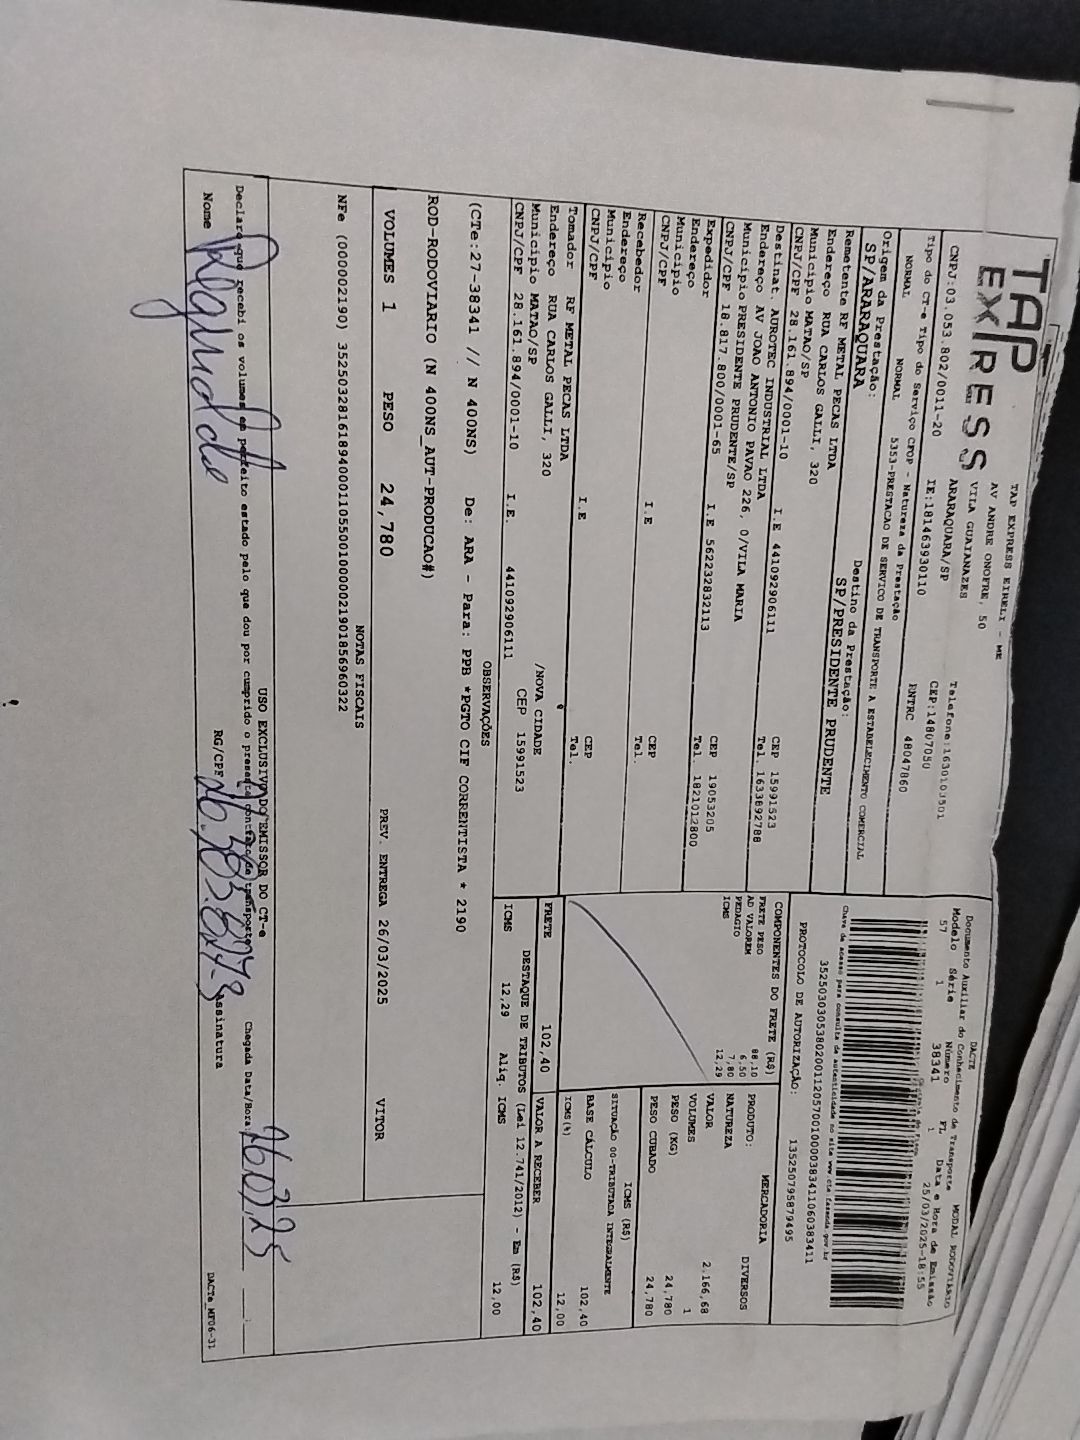 TAP EXPRESS
TAP EXPRESS EIRELI - ME
AV ANDRE ONOFRE, 50
VILA GUAIANAZES
ARARAQUARA/SP
Telefone:1630103501
CEP:14807050
CNPJ:03.053.802/0011-20 IE:181463930110 RNTRC 48047860
Tipo do CT-e Tipo do Serviço CFOP - Natureza da Prestação
NORMAL NORMAL 5353-PRESTACAO DE SERVICO DE TRANSPORTE A ESTABELECIMENTO COMERCIAL
Origem da Prestação: Destino da Prestação:
SP/ARARAQUARA SP/PRESIDENTE PRUDENTE
DACTE MODAL RODOVIARIO
Documento Auxiliar do Conhecimento de Transporte
Modelo Série Número FL Data e Hora de Emissão
57 1 38341 1 25/03/2025-18:55
Controle do Fisco
Chave de acesso para consulta de autenticidade no site www.cte.fazenda.gov.br
35250303053802001120570010000383411060383411
PROTOCOLO DE AUTORIZAÇÃO: 135250795879495
Remetente RF METAL PECAS LTDA
Endereço RUA CARLOS GALLI, 320
Município MATAO/SP CEP 15991523
CNPJ/CPF 28.161.894/0001-10 I.E 441092906111 Tel. 1633892788
Destinat. AUROTEC INDUSTRIAL LTDA
Endereço AV JOAO ANTONIO PAVAO 226, 0/VILA MARIA
Município PRESIDENTE PRUDENTE/SP CEP 19053205
CNPJ/CPF 18.817.800/0001-65 I.E 562232832113 Tel. 1821012800
Expedidor
Endereço
Município CEP
CNPJ/CPF I.E Tel.
Recebedor
Endereço
Município CEP
CNPJ/CPF I.E Tel.
Tomador RF METAL PECAS LTDA
Endereço RUA CARLOS GALLI, 320 /NOVA CIDADE
Município MATAO/SP CEP 15991523
CNPJ/CPF 28.161.894/0001-10 I.E. 441092906111
COMPONENTES DO FRETE (R$)
FRETE PESO 88,10
AD VALOREM 6,50
PEDAGIO 7,80
ICMS 12,29
MERCADORIA
PRODUTO: DIVERSOS
NATUREZA
VALOR 2.166,68
VOLUMES 1
PESO (KG) 24,780
PESO CUBADO 24,780
ICMS (R$)
SITUAÇÃO 00-TRIBUTADA INTEGRALMENTE
BASE CÁLCULO 102,40
ICMS(%) 12,00
FRETE 102,40 VALOR A RECEBER 102,40
DESTAQUE DE TRIBUTOS (Lei 12.741/2012) - Em (R$)
ICMS 12,29 Alíq. ICMS 12,00
OBSERVAÇÕES
(CTe:27-38341 // N 400NS) De: ARA - Para: PPB *PGTO CIF CORRENTISTA * 2190
ROD-RODOVIARIO (N 400NS_AUT-PRODUCAO#)
VOLUMES 1 PESO 24,780 PREV. ENTREGA 26/03/2025 VITOR
NOTAS FISCAIS
NFe (000002190) 35250328161894000110550010000021901856960322
USO EXCLUSIVO DO EMISSOR DO CT-e
Declaro que recebi os volumes em perfeito estado pelo que dou por cumprido o presente contrato de transporte. Chegada Data/Hora: 26,03,25
Nome RG/CPF Assinatura
DACTe_MF06-31